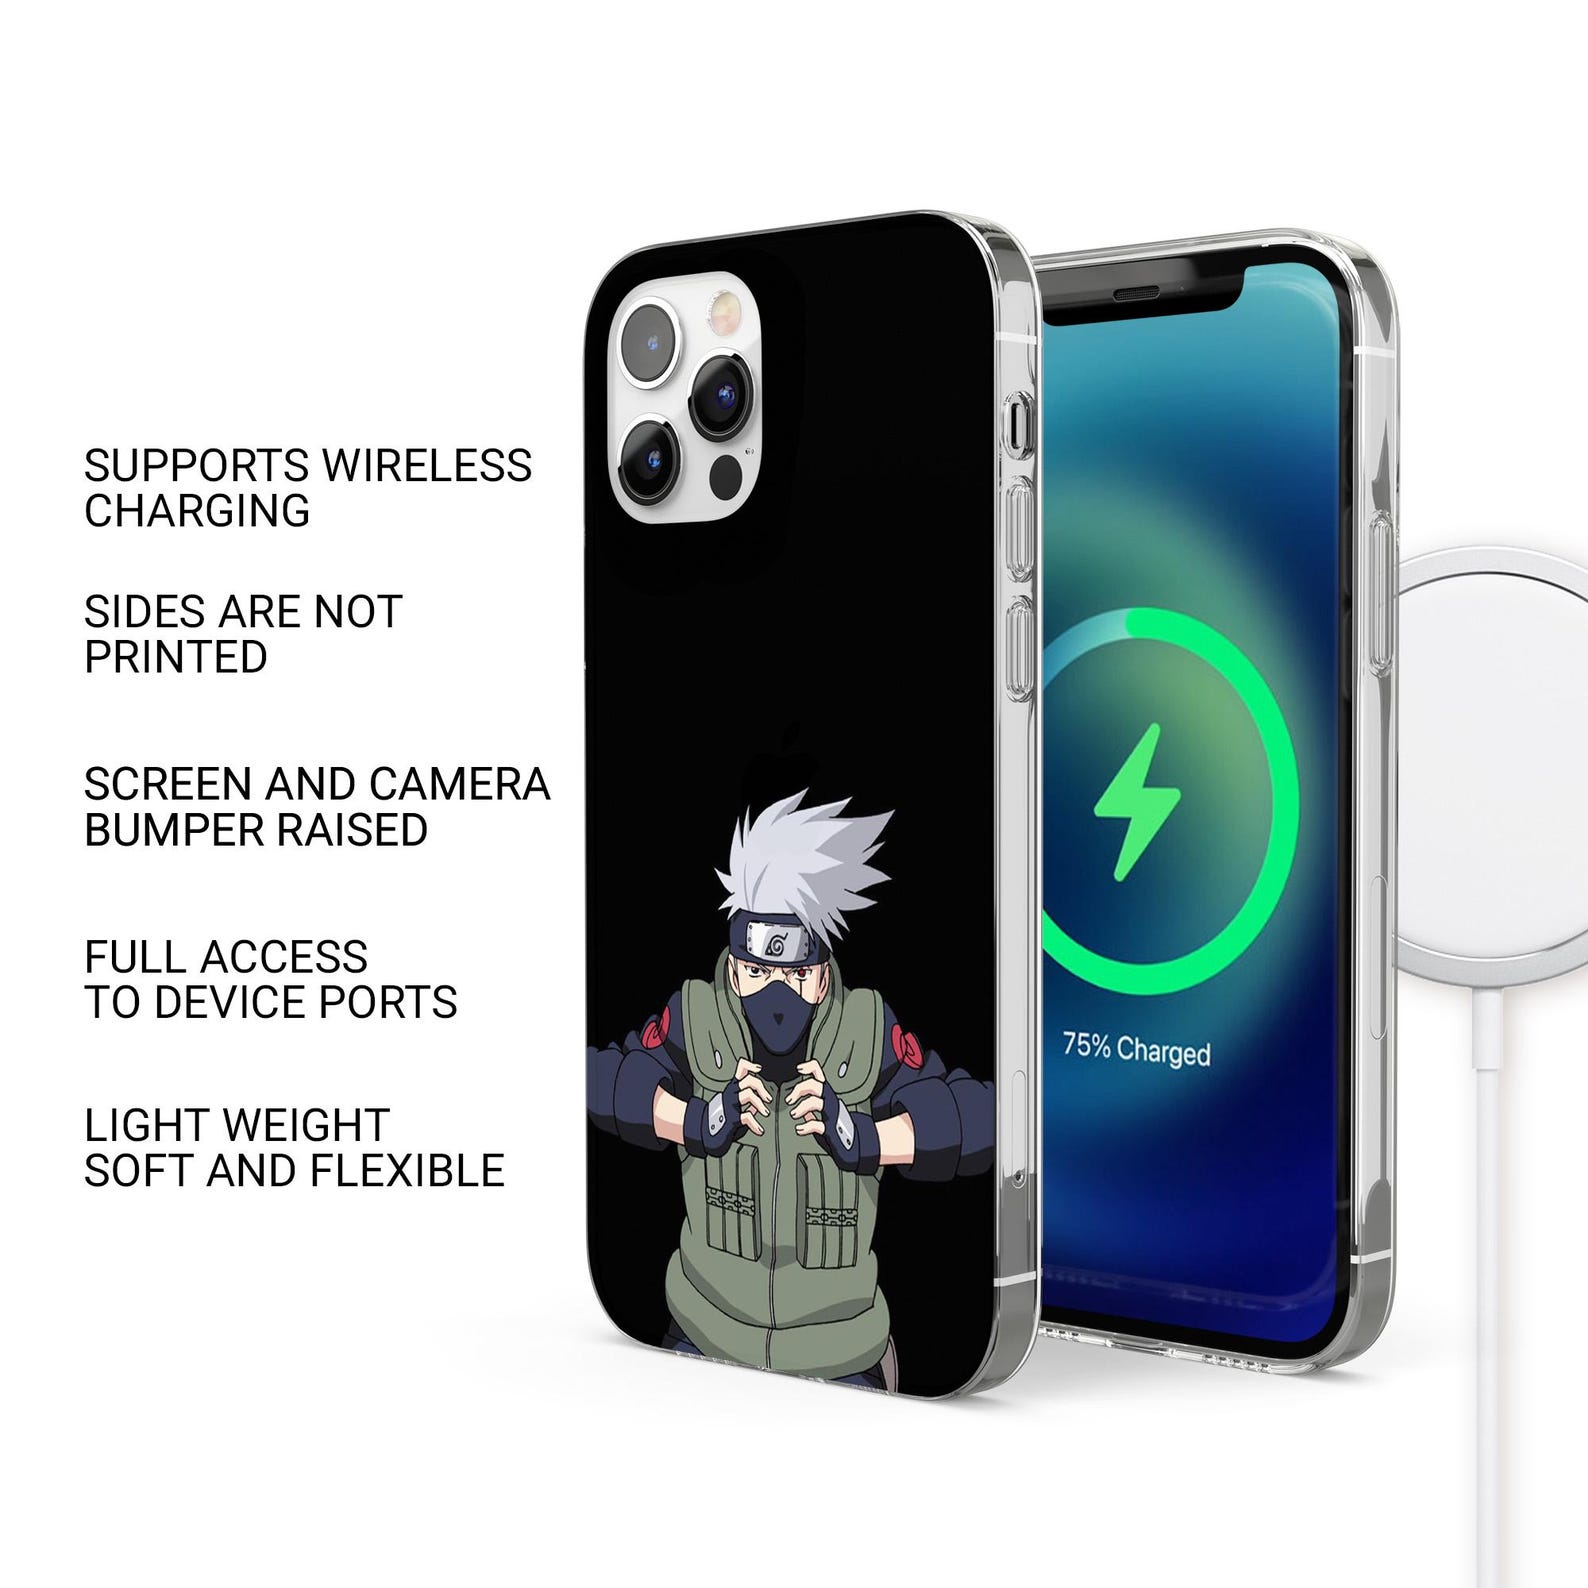 SUPPORTS WIRELESS
CHARGING
SIDES ARE NOT
PRINTED
SCREEN AND CAMERA
BUMPER RAISED
FULL ACCESS
TO DEVICE PORTS
LIGHT WEIGHT
SOFT AND FLEXIBLE
75% Charged